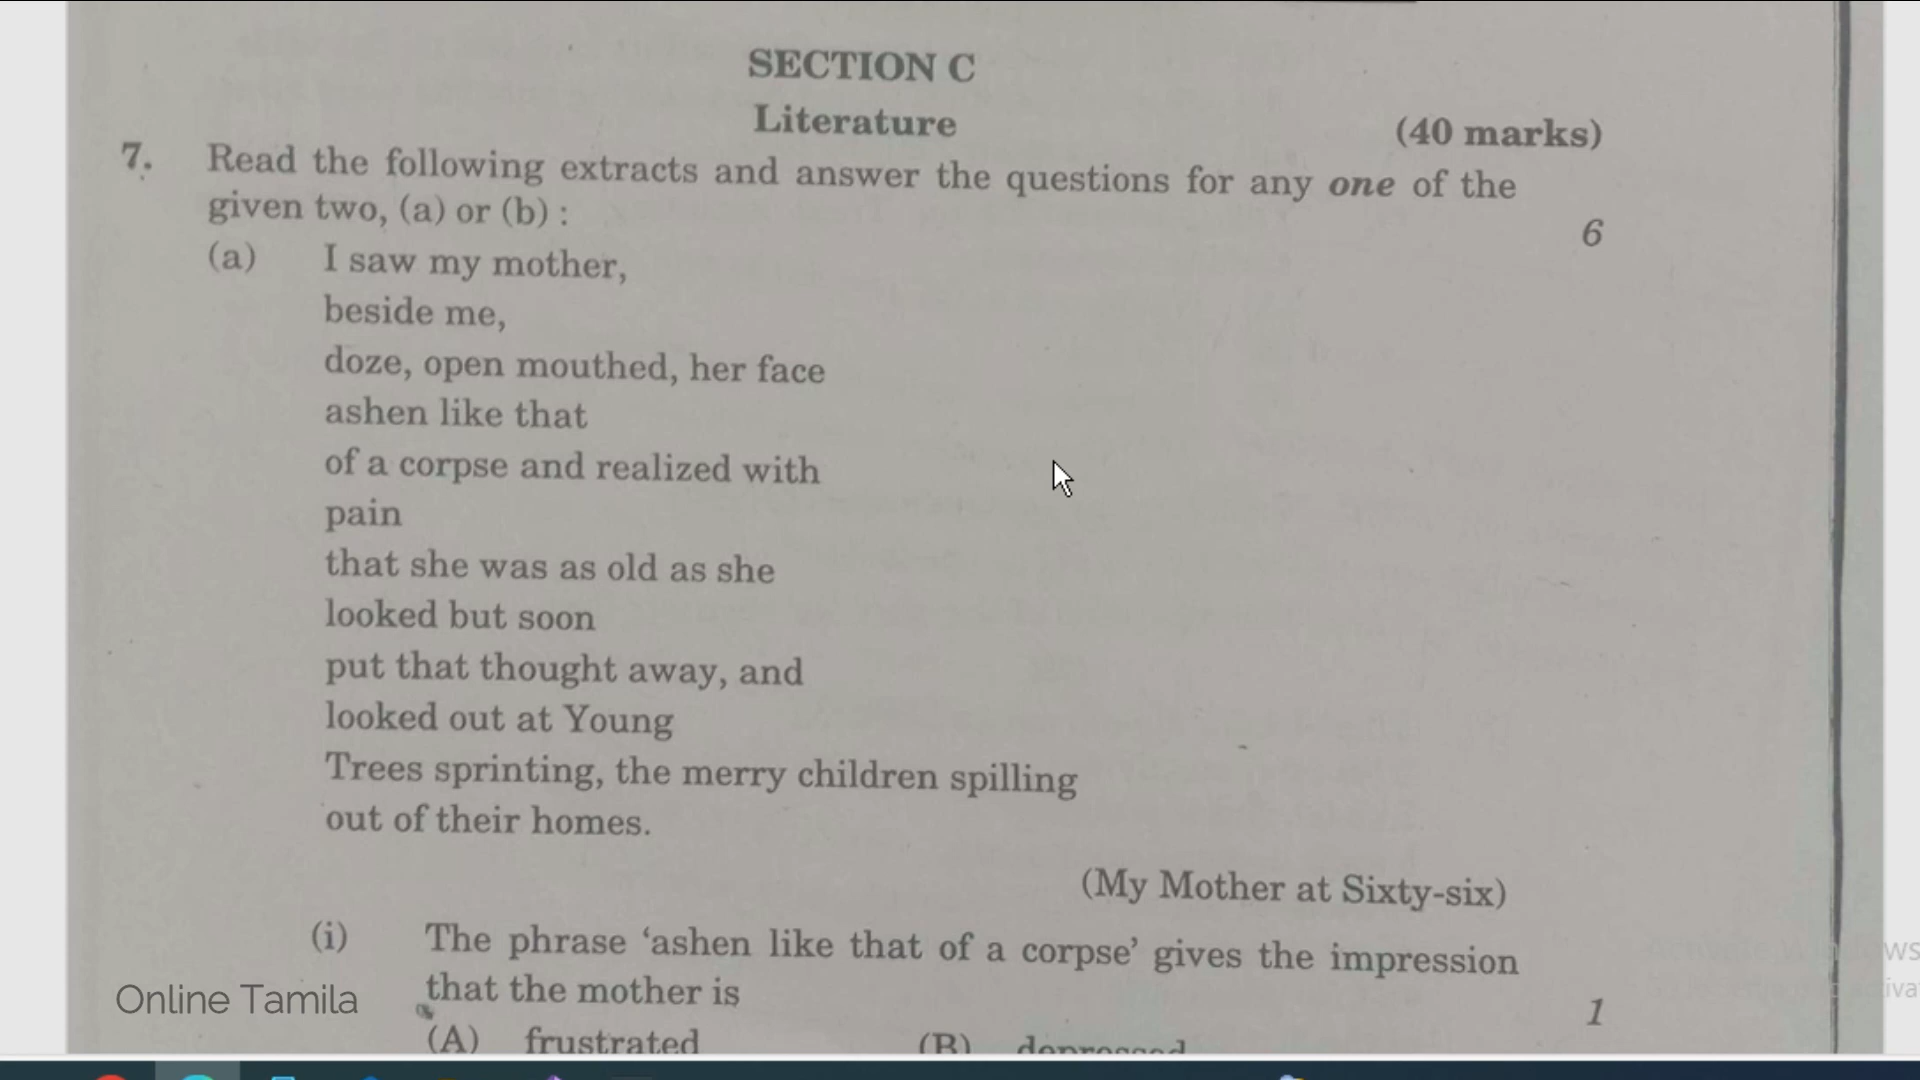 SECTION C
Literature
(40 marks)
7. Read the following extracts and answer the questions for any one of the
given two, (a) or (b) :
6
(a) I saw my mother,
beside me,
doze, open mouthed, her face
ashen like that
of a corpse and realized with
pain
that she was as old as she
looked but soon
put that thought away, and
looked out at Young
Trees sprinting, the merry children spilling
out of their homes.
(My Mother at Sixty-six)
(i) The phrase ‘ashen like that of a corpse’ gives the impression
that the mother is
1
Online Tamila
(A) frustrated (B) depressed